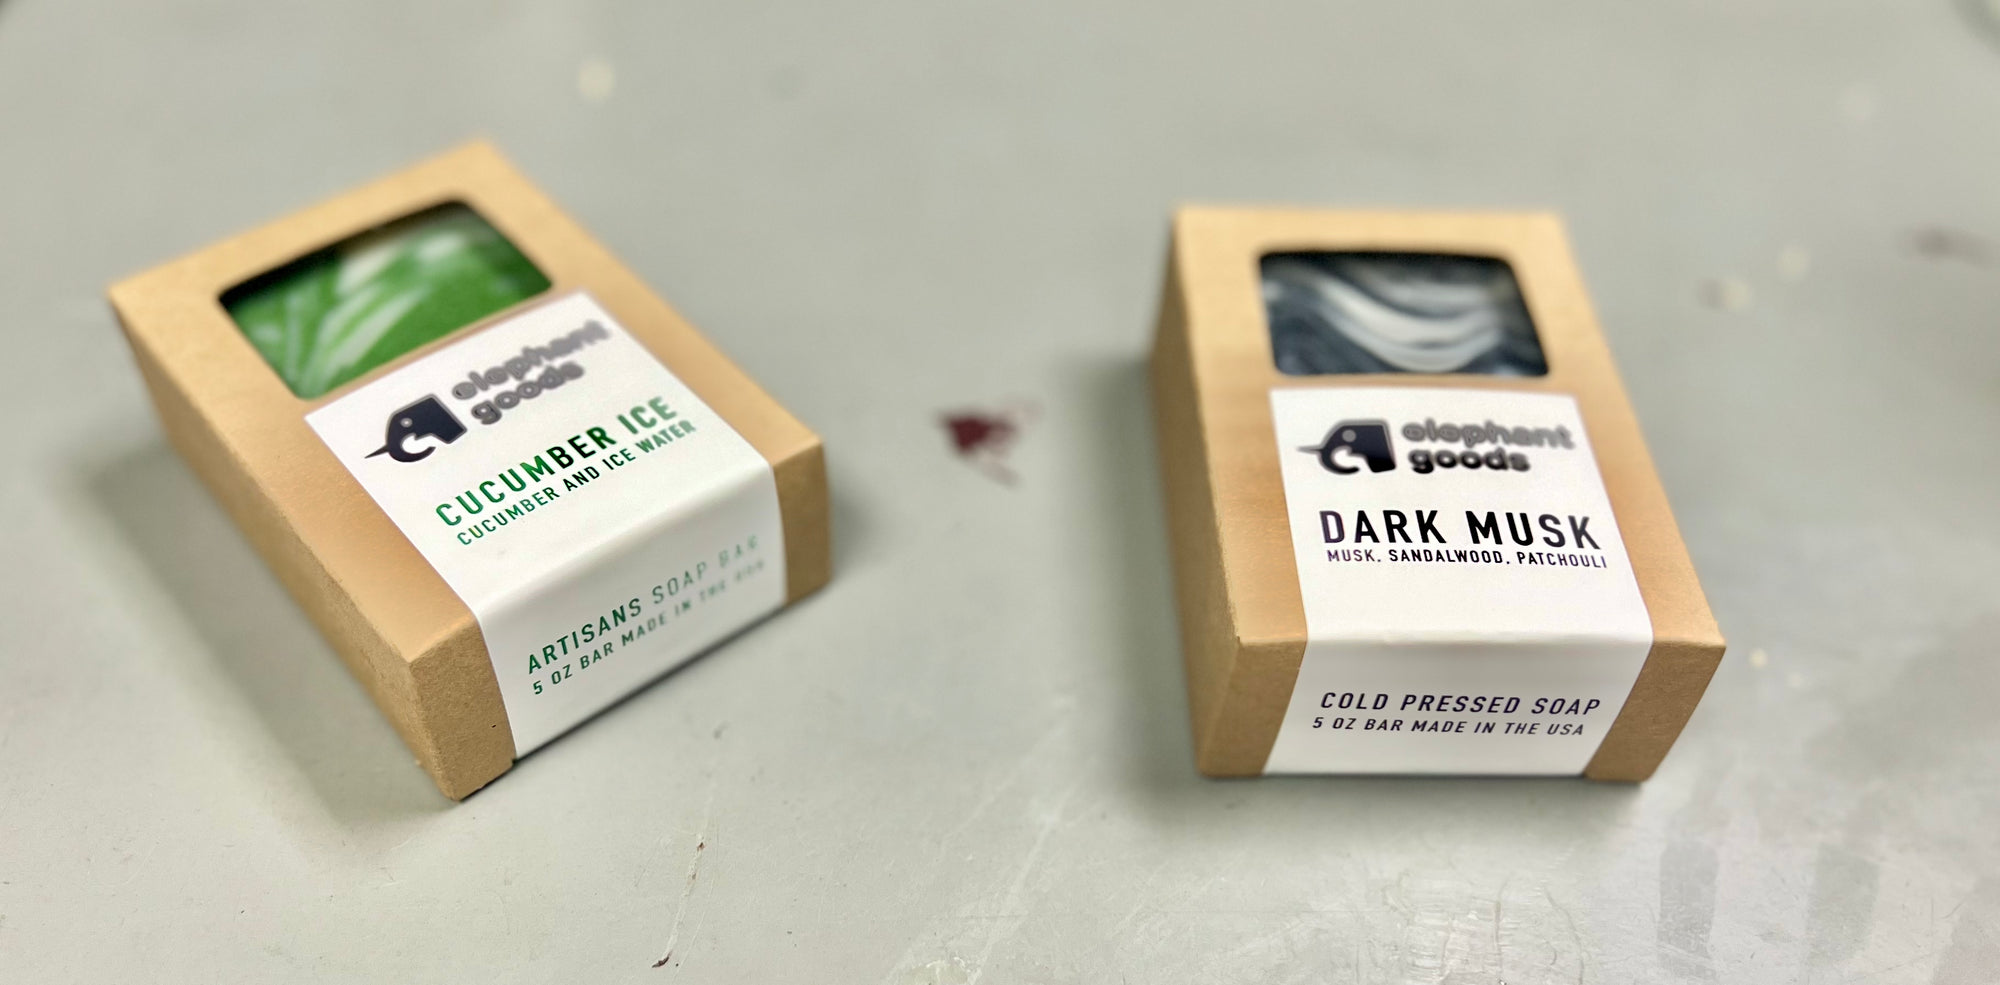 elephant
goods
CUCUMBER ICE
CUCUMBER AND ICE WATER
ARTISANS SOAP BAR
5 OZ BAR MADE IN THE USA
elephant
goods
DARK MUSK
MUSK, SANDALWOOD, PATCHOULI
COLD PRESSED SOAP
5 OZ BAR MADE IN THE USA